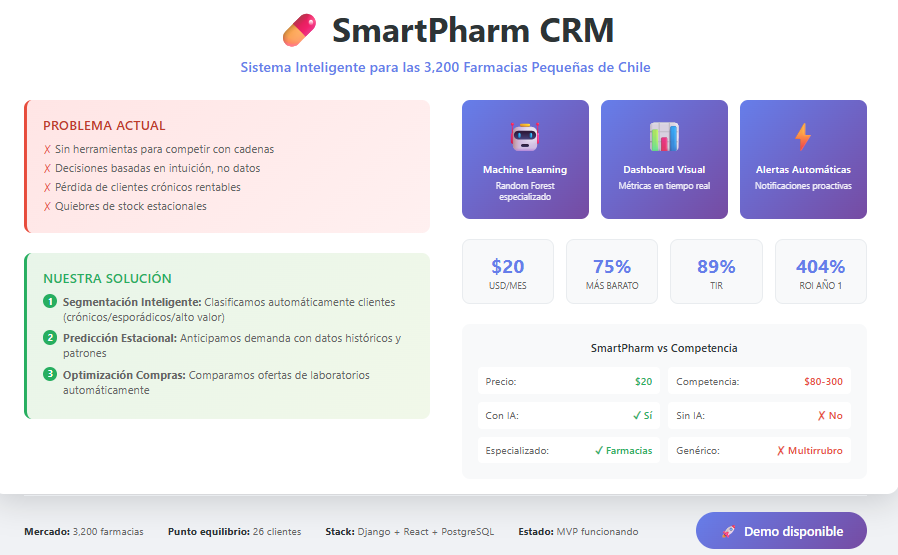 SmartPharm CRM
Sistema Inteligente para las 3,200 Farmacias Pequeñas de Chile
PROBLEMA ACTUAL
✗ Sin herramientas para competir con cadenas
✗ Decisiones basadas en intuición, no datos
✗ Pérdida de clientes crónicos rentables
✗ Quiebres de stock estacionales
NUESTRA SOLUCIÓN
1 Segmentación Inteligente: Clasificamos automáticamente clientes
(crónicos/esporádicos/alto valor)
2 Predicción Estacional: Anticipamos demanda con datos históricos y
patrones
3 Optimización Compras: Comparamos ofertas de laboratorios
automáticamente
Machine Learning
Random Forest
especializado
Dashboard Visual
Métricas en tiempo real
Alertas Automáticas
Notificaciones proactivas
$20
USD/MES
75%
MÁS BARATO
89%
TIR
404%
ROI AÑO 1
SmartPharm vs Competencia
Precio: $20
Competencia: $80-300
Con IA: ✓ Sí
Sin IA: ✗ No
Especializado: ✓ Farmacias
Genérico: ✗ Multirrubro
Mercado: 3,200 farmacias
Punto equilibrio: 26 clientes
Stack: Django + React + PostgreSQL
Estado: MVP funcionando
Demo disponible